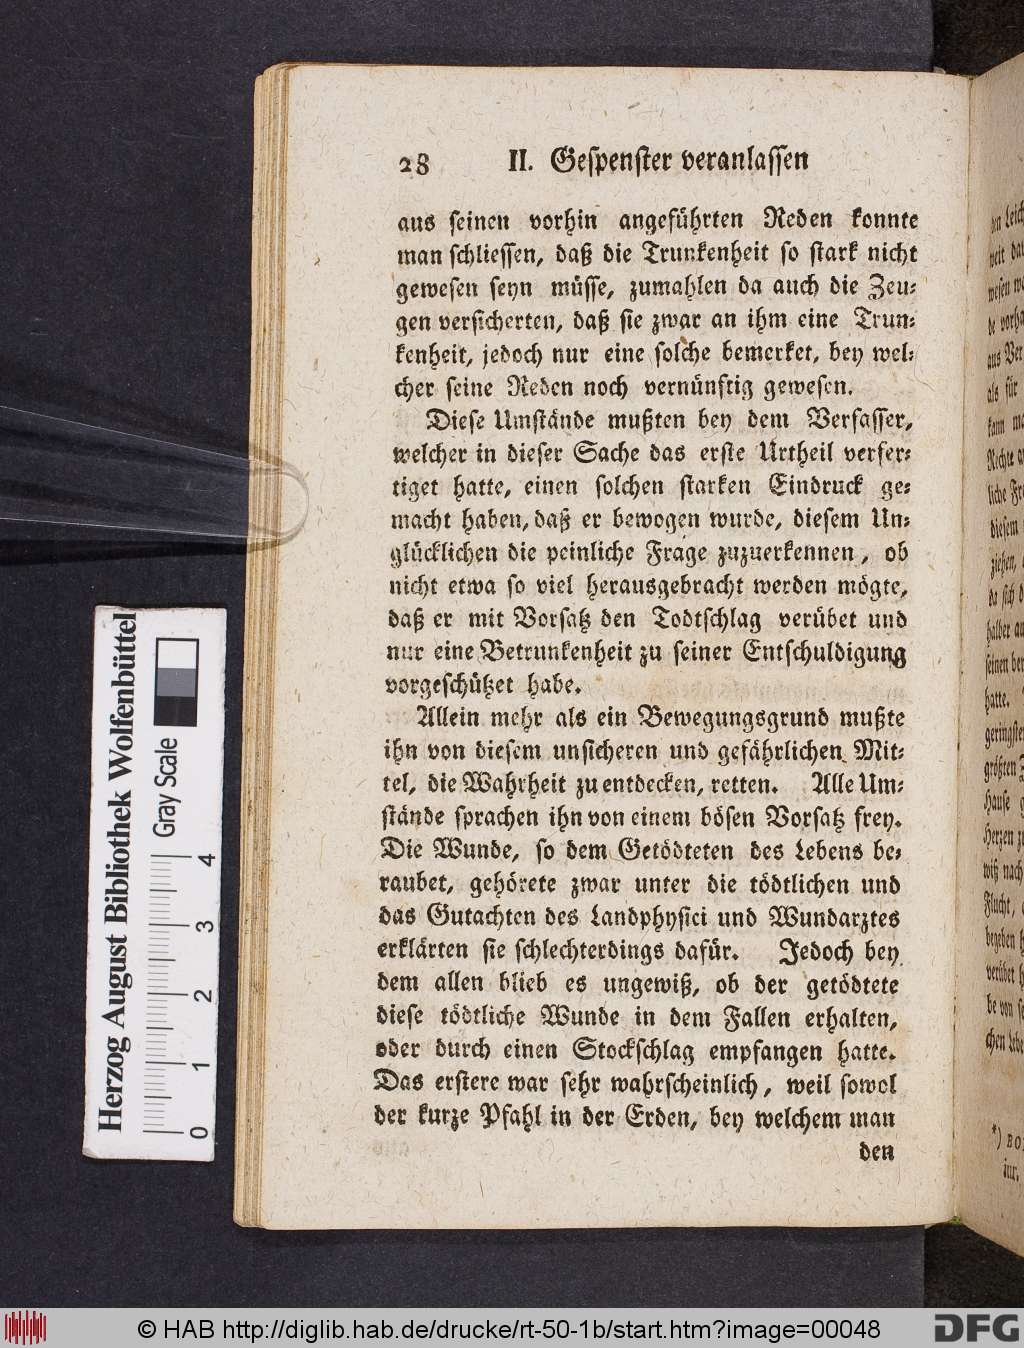 28 II. Gespenster veranlassen
aus seinen vorhin angeführten Reden konnte
man schliessen, daß die Trunkenheit so stark nicht
gewesen seyn müsse, zumahlen da auch die Zeu-
gen versicherten, daß sie zwar an ihm eine Trun-
kenheit, jedoch nur eine solche bemerket, bey wel-
cher seine Reden noch vernünftig gewesen.
Diese Umstände mußten bey dem Verfasser,
welcher in dieser Sache das erste Urtheil verfer-
tiget hatte, einen solchen starken Eindruck ge-
macht haben, daß er bewogen wurde, diesem Un-
glücklichen die peinliche Frage zuzuerkennen, ob
nicht etwa so viel herausgebracht werden mögte,
daß er mit Vorsatz den Todtschlag verübet und
nur eine Betrunkenheit zu seiner Entschuldigung
vorgeschützet habe.
Allein mehr als ein Bewegungsgrund mußte
ihn von diesem unsicheren und gefährlichen Mit-
tel, die Wahrheit zu entdecken, retten. Alle Um-
stände sprachen ihn von einem bösen Vorsatz frey.
Die Wunde, so dem Getödteten des Lebens be-
raubet, gehörete zwar unter die tödtlichen und
das Gutachten des Landphysici und Wundarztes
erklärten sie schlechterdings dafür. Jedoch bey
dem allen blieb es ungewiß, ob der getödtete
diese tödtliche Wunde in dem Fallen erhalten,
oder durch einen Stockschlag empfangen hatte.
Das erstere war sehr wahrscheinlich, weil sowol
der kurze Pfahl in der Erden, bey welchem man
den
Herzog August Bibliothek Wolfenbüttel
Gray Scale
0 1 2 3 4
© HAB http://diglib.hab.de/drucke/rt-50-1b/start.htm?image=00048
DFG